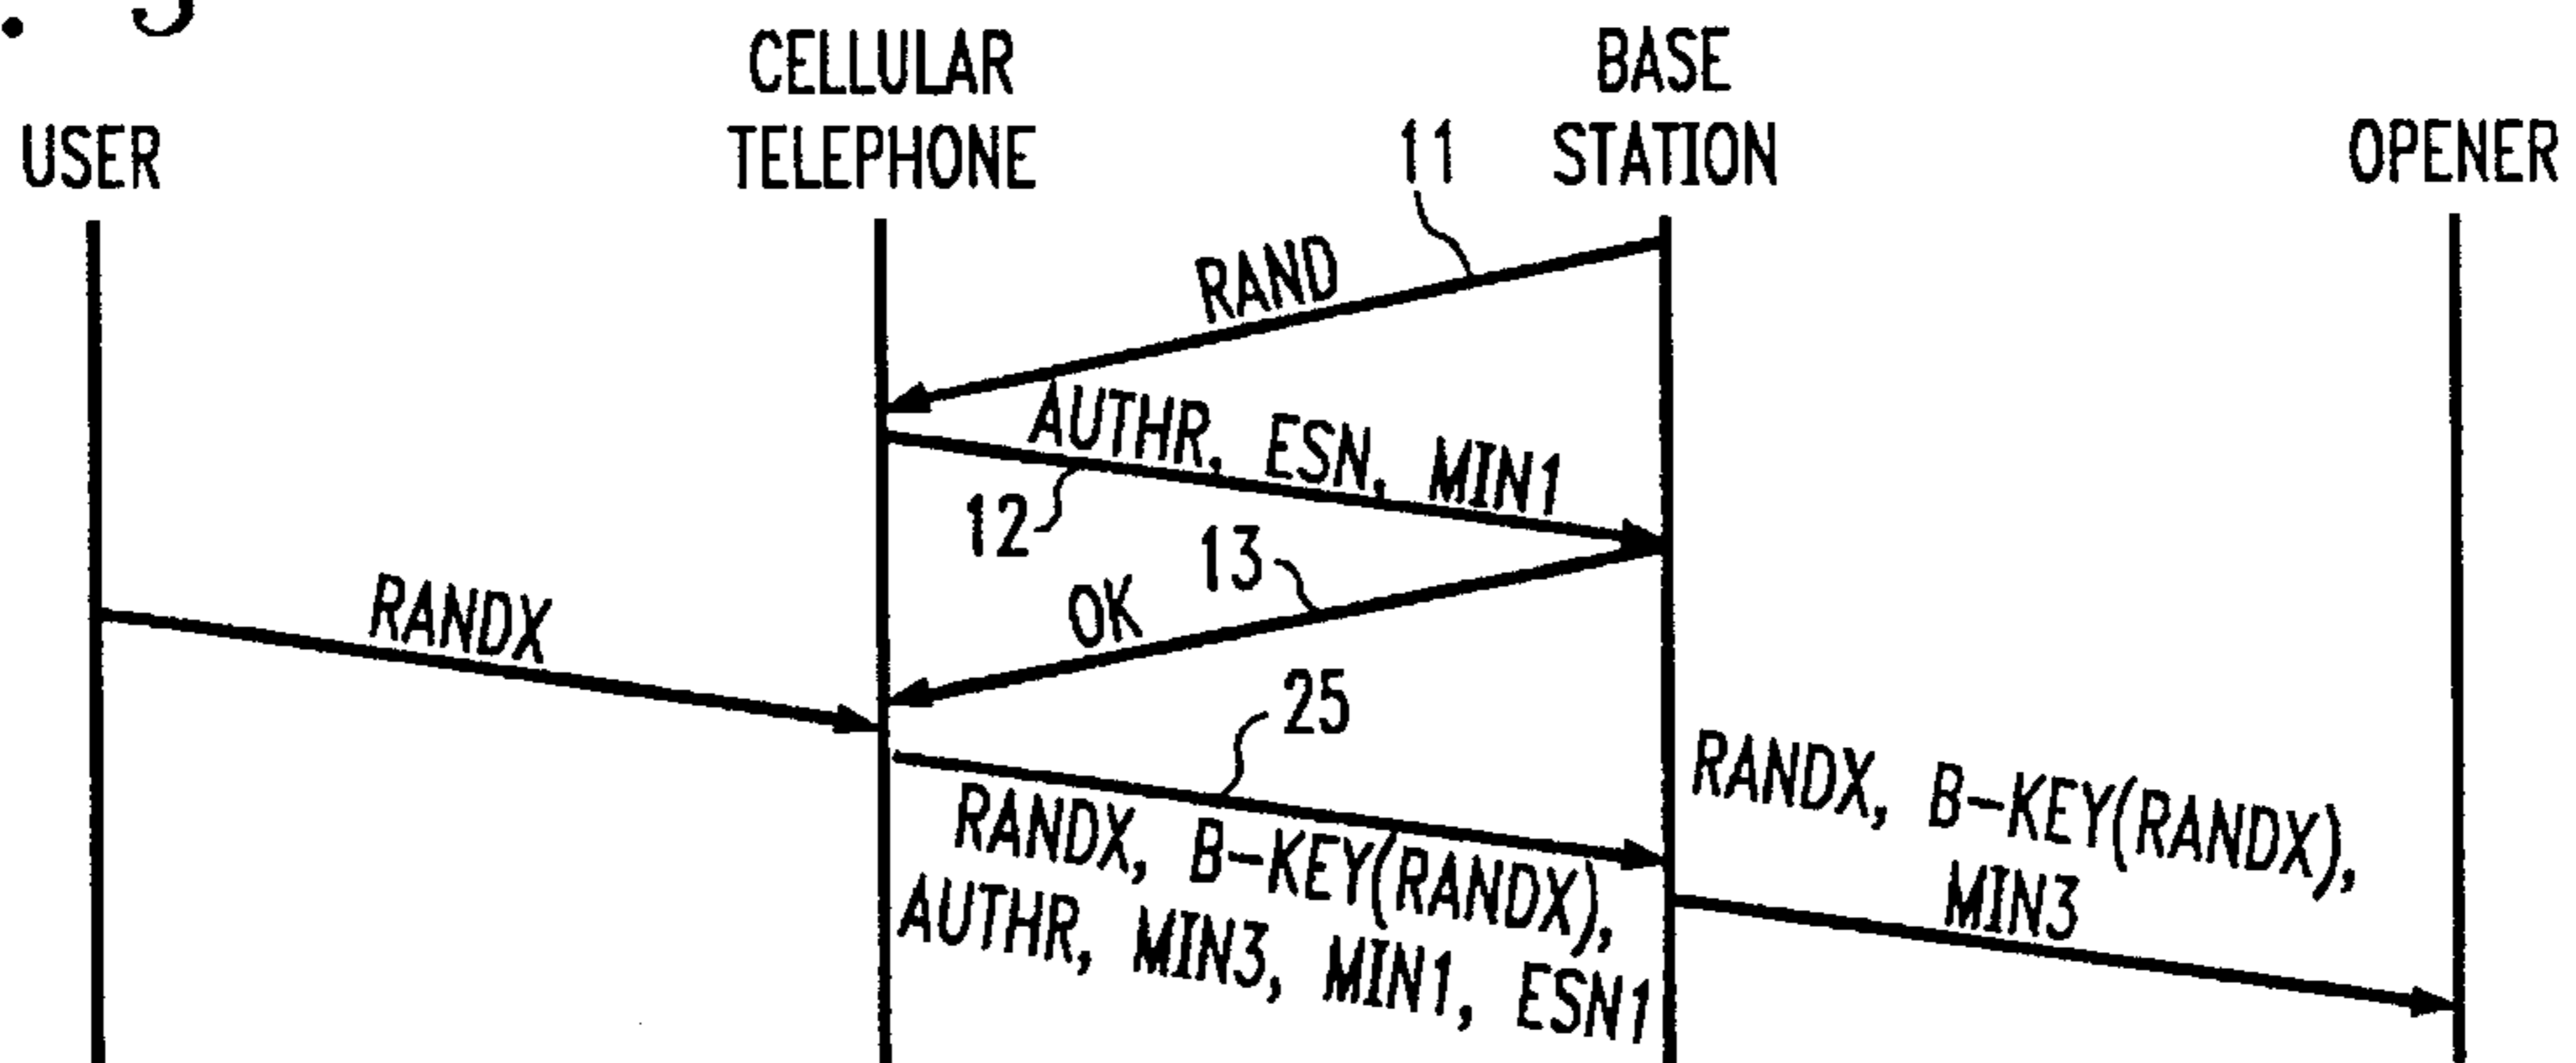 CELLULAR
TELEPHONE
BASE
STATION
USER
OPENER
11
RAND
AUTHR, ESN, MIN1
12
13
OK
RANDX
25
RANDX, B-KEY(RANDX),
AUTHR, MIN3, MIN1, ESN1
RANDX, B-KEY(RANDX),
MIN3